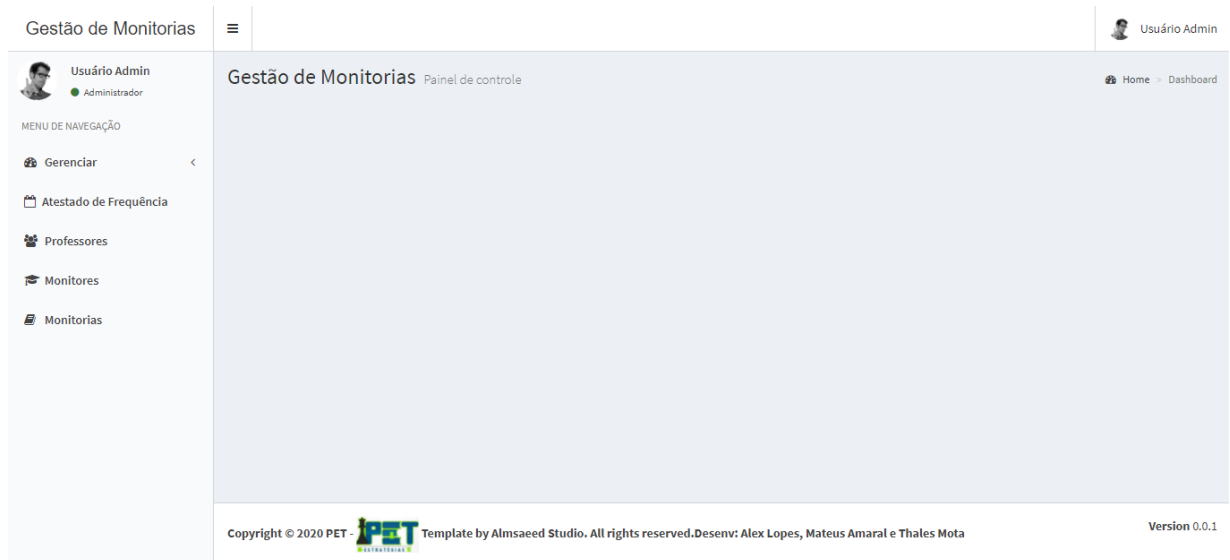 Gestão de Monitorias
Usuário Admin
Usuário Admin
Administrador
MENU DE NAVEGAÇÃO
Gerenciar
Atestado de Frequência
Professores
Monitores
Monitorias
Gestão de Monitorias Painel de controle
Home > Dashboard
Copyright © 2020 PET - PET ESTRATÉGIAS Template by Almsaeed Studio. All rights reserved.Desenv: Alex Lopes, Mateus Amaral e Thales Mota
Version 0.0.1